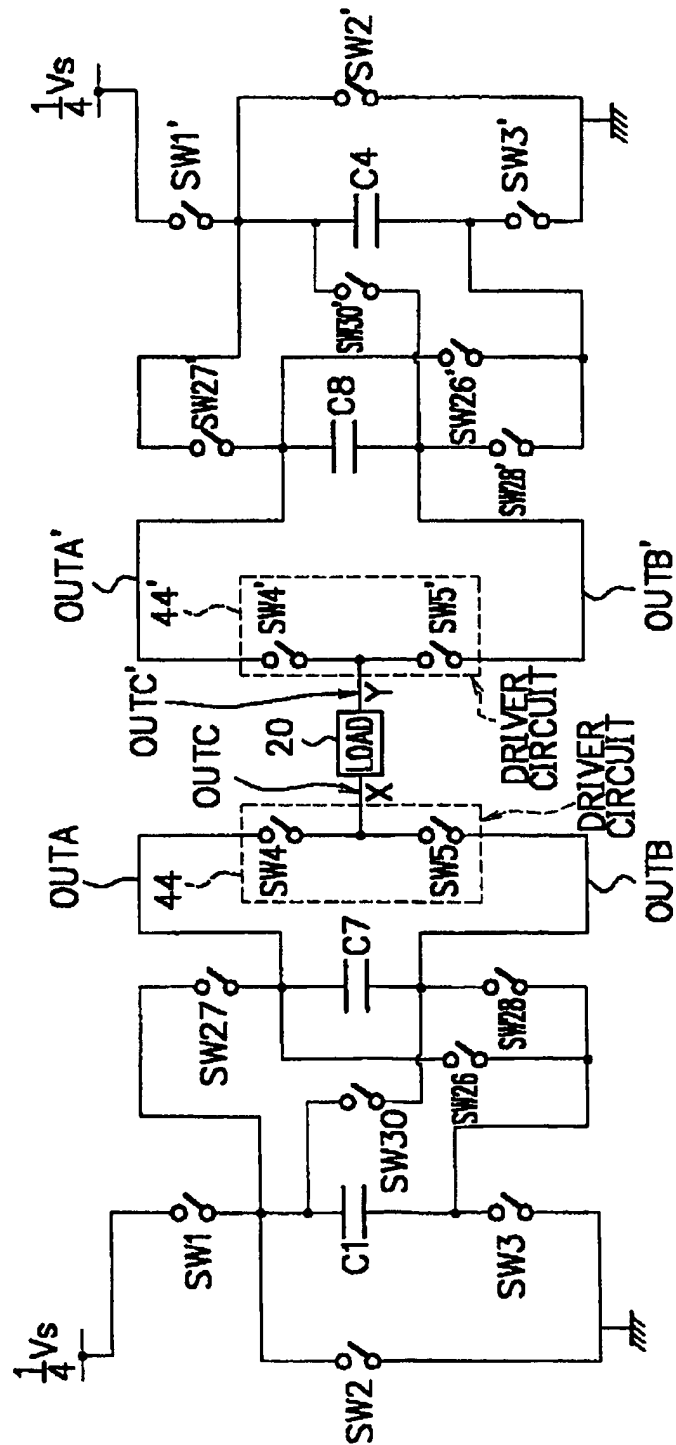 1/4 Vs
SW1
SW2
C1
SW3
SW30
SW27
C7
SW26
SW28
OUTA
44
SW4
SW5
OUTB
DRIVER
CIRCUIT
OUTC
X
20
LOAD
Y
OUTC'
OUTA'
44'
SW4'
SW5'
DRIVER
CIRCUIT
OUTB'
SW27'
C8
SW28'
SW26'
SW30'
1/4 Vs
SW1'
C4
SW3'
SW2'